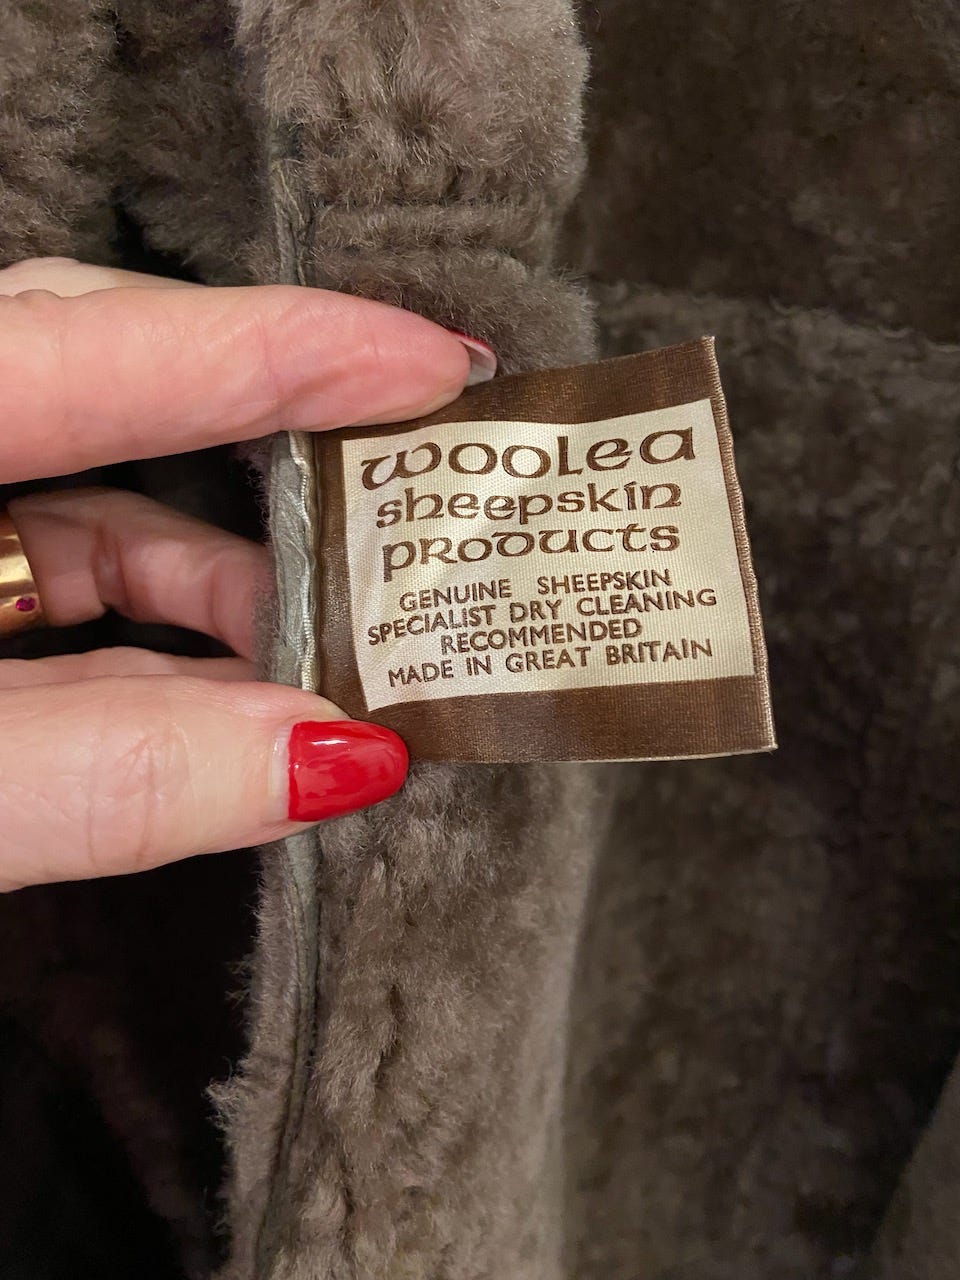 woolea
sheepskin
products
GENUINE SHEEPSKIN
SPECIALIST DRY CLEANING
RECOMMENDED
MADE IN GREAT BRITAIN